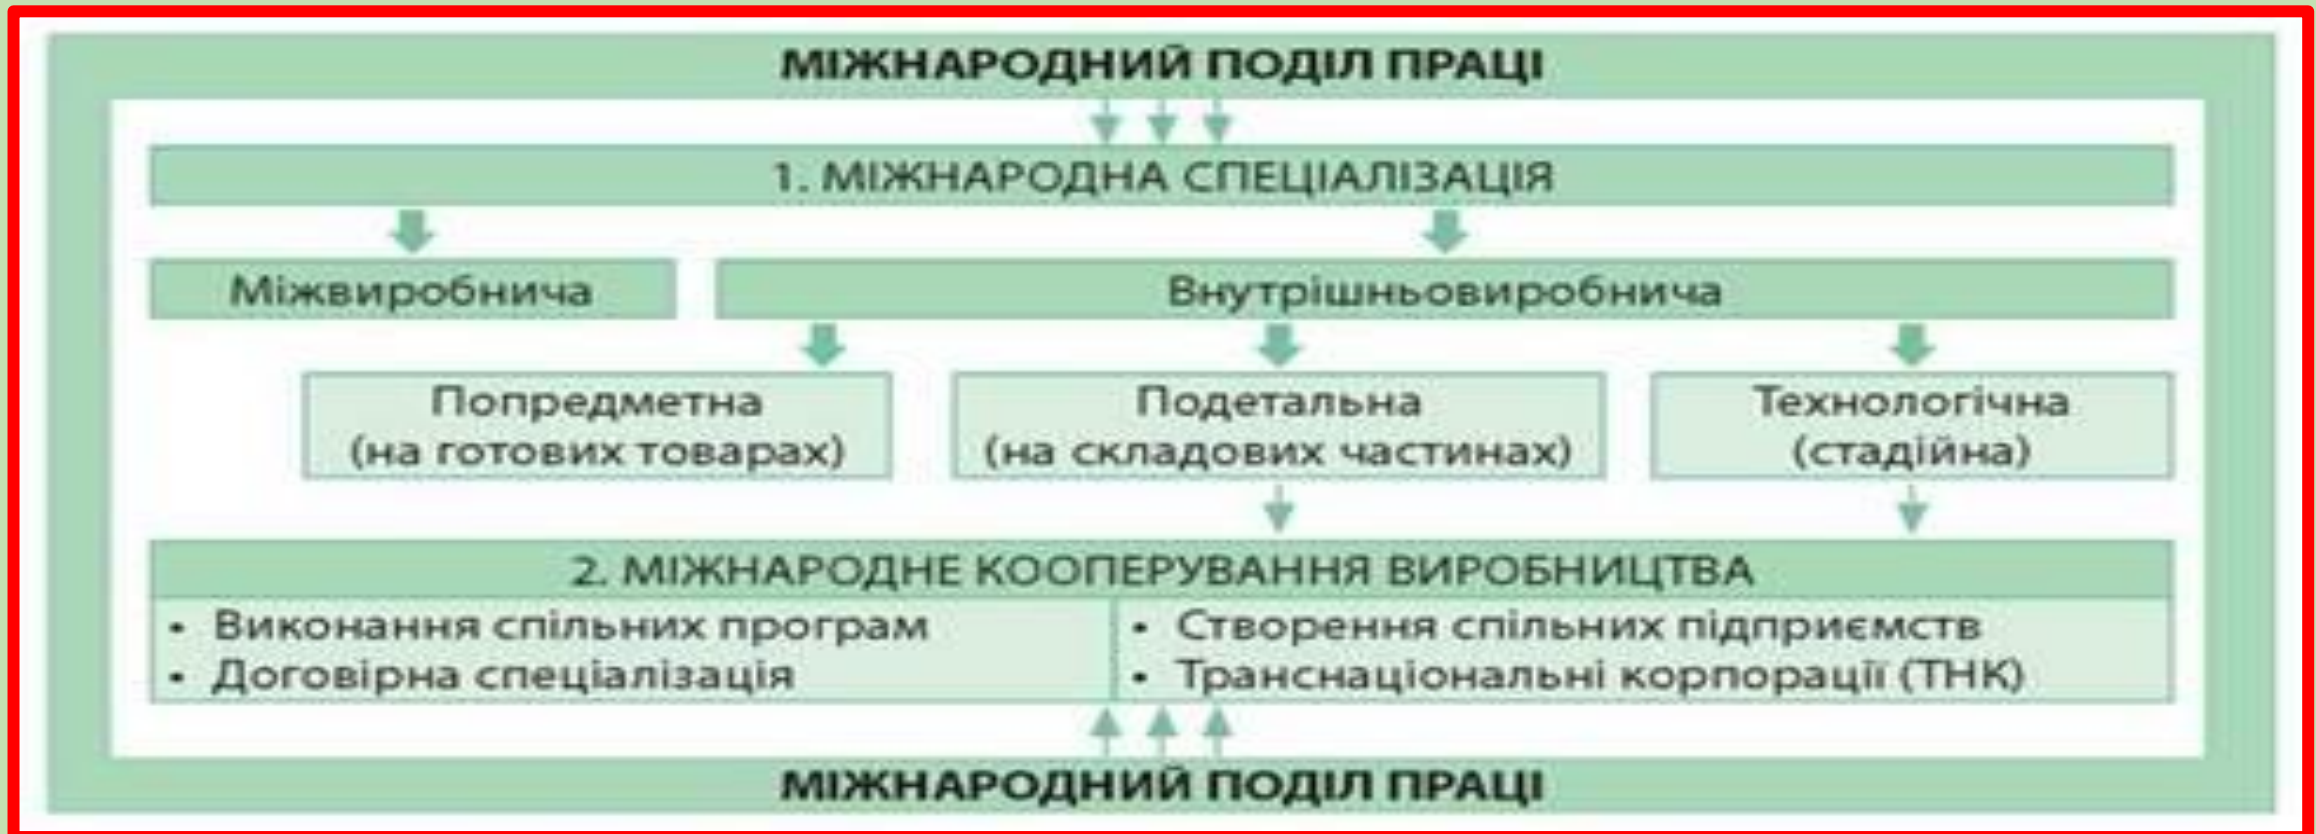 МІЖНАРОДНИЙ ПОДІЛ ПРАЦІ
1. МІЖНАРОДНА СПЕЦІАЛІЗАЦІЯ
Міжвиробнича
Внутрішньовиробнича
Попредметна
(на готових товарах)
Подетальна
(на складових частинах)
Технологічна
(стадійна)
2. МІЖНАРОДНЕ КООПЕРУВАННЯ ВИРОБНИЦТВА
• Виконання спільних програм
• Договірна спеціалізація
• Створення спільних підприємств
• Транснаціональні корпорації (ТНК)
МІЖНАРОДНИЙ ПОДІЛ ПРАЦІ